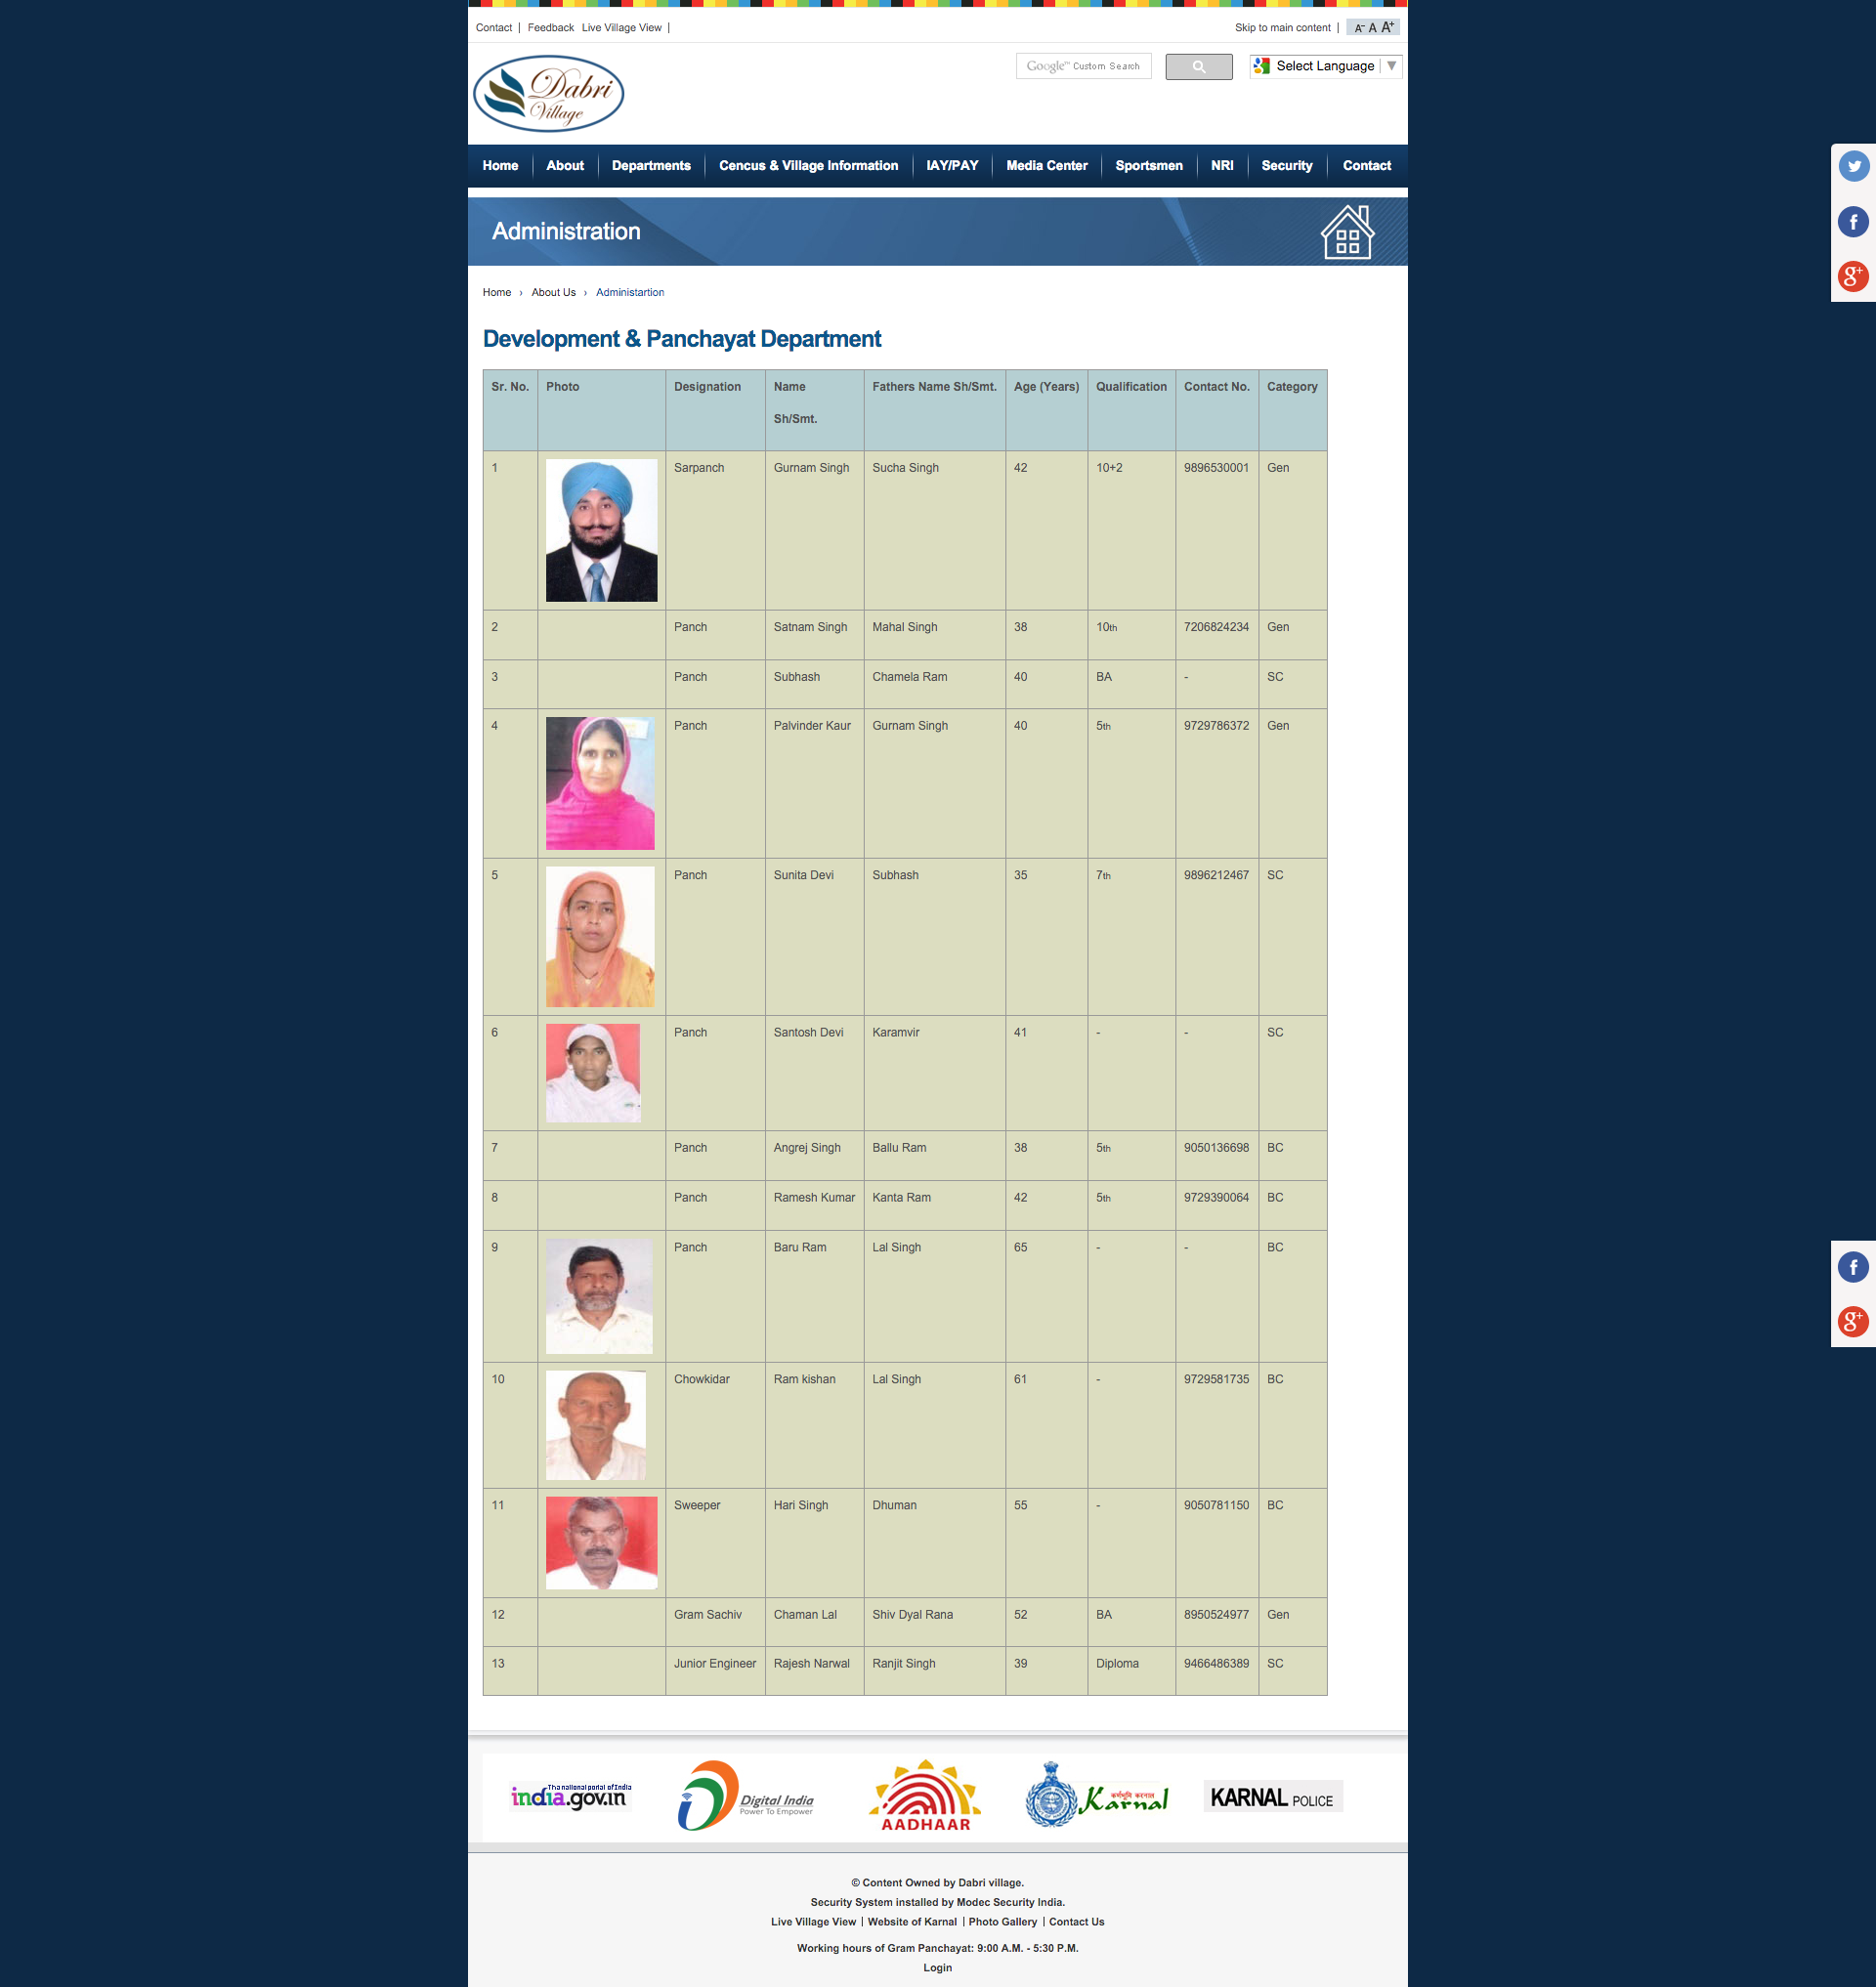 Contact | Feedback Live Village View |
Skip to main content | A- A A+
Dabri
Village
Google™ Custom Search
Select Language ▼
Home About Departments Cencus & Village Information IAY/PAY Media Center Sportsmen NRI Security Contact
Administration
Home › About Us › Administartion
Development & Panchayat Department
Sr. No. Photo Designation Name Fathers Name Sh/Smt. Age (Years) Qualification Contact No. Category
Sh/Smt.
1 Sarpanch Gurnam Singh Sucha Singh 42 10+2 9896530001 Gen
2 Panch Satnam Singh Mahal Singh 38 10th 7206824234 Gen
3 Panch Subhash Chamela Ram 40 BA - SC
4 Panch Palvinder Kaur Gurnam Singh 40 5th 9729786372 Gen
5 Panch Sunita Devi Subhash 35 7th 9896212467 SC
6 Panch Santosh Devi Karamvir 41 - - SC
7 Panch Angrej Singh Ballu Ram 38 5th 9050136698 BC
8 Panch Ramesh Kumar Kanta Ram 42 5th 9729390064 BC
9 Panch Baru Ram Lal Singh 65 - - BC
10 Chowkidar Ram kishan Lal Singh 61 - 9729581735 BC
11 Sweeper Hari Singh Dhuman 55 - 9050781150 BC
12 Gram Sachiv Chaman Lal Shiv Dyal Rana 52 BA 8950524977 Gen
13 Junior Engineer Rajesh Narwal Ranjit Singh 39 Diploma 9466486389 SC
The national portal of India
india.gov.in
Digital India
Power To Empower
AADHAAR
कर्मभूमि करनाल
Karnal
KARNAL POLICE
© Content Owned by Dabri village.
Security System installed by Modec Security India.
Live Village View | Website of Karnal | Photo Gallery | Contact Us
Working hours of Gram Panchayat: 9:00 A.M. - 5:30 P.M.
Login